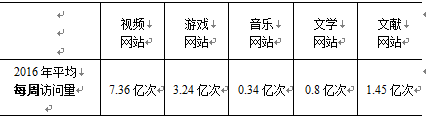 视频 游戏 音乐 文学 文献
网站 网站 网站 网站 网站
2016 年平均
每周访问量 7.36 亿次 3.24 亿次 0.34 亿次 0.8 亿次 1.45 亿次